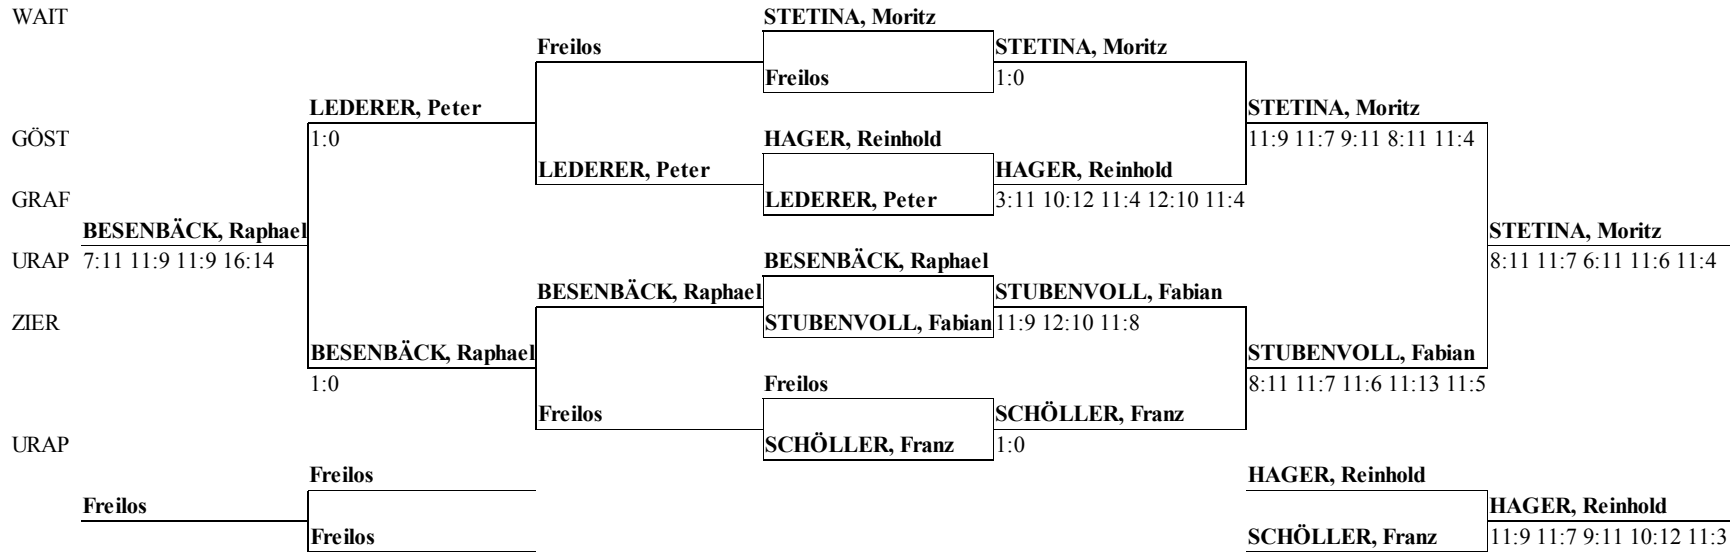 WAIT STETINA, Moritz
Freilos STETINA, Moritz
Freilos 1:0
LEDERER, Peter STETINA, Moritz
GÖST 1:0 HAGER, Reinhold 11:9 11:7 9:11 8:11 11:4
LEDERER, Peter HAGER, Reinhold
GRAF LEDERER, Peter 3:11 10:12 11:4 12:10 11:4
BESENBÄCK, Raphael STETINA, Moritz
URAP 7:11 11:9 11:9 16:14 BESENBÄCK, Raphael 8:11 11:7 6:11 11:6 11:4
BESENBÄCK, Raphael STUBENVOLL, Fabian
ZIER STUBENVOLL, Fabian 11:9 12:10 11:8
BESENBÄCK, Raphael STUBENVOLL, Fabian
1:0 Freilos 8:11 11:7 11:6 11:13 11:5
Freilos SCHÖLLER, Franz
URAP SCHÖLLER, Franz 1:0
Freilos HAGER, Reinhold
Freilos HAGER, Reinhold
Freilos SCHÖLLER, Franz 11:9 11:7 9:11 10:12 11:3